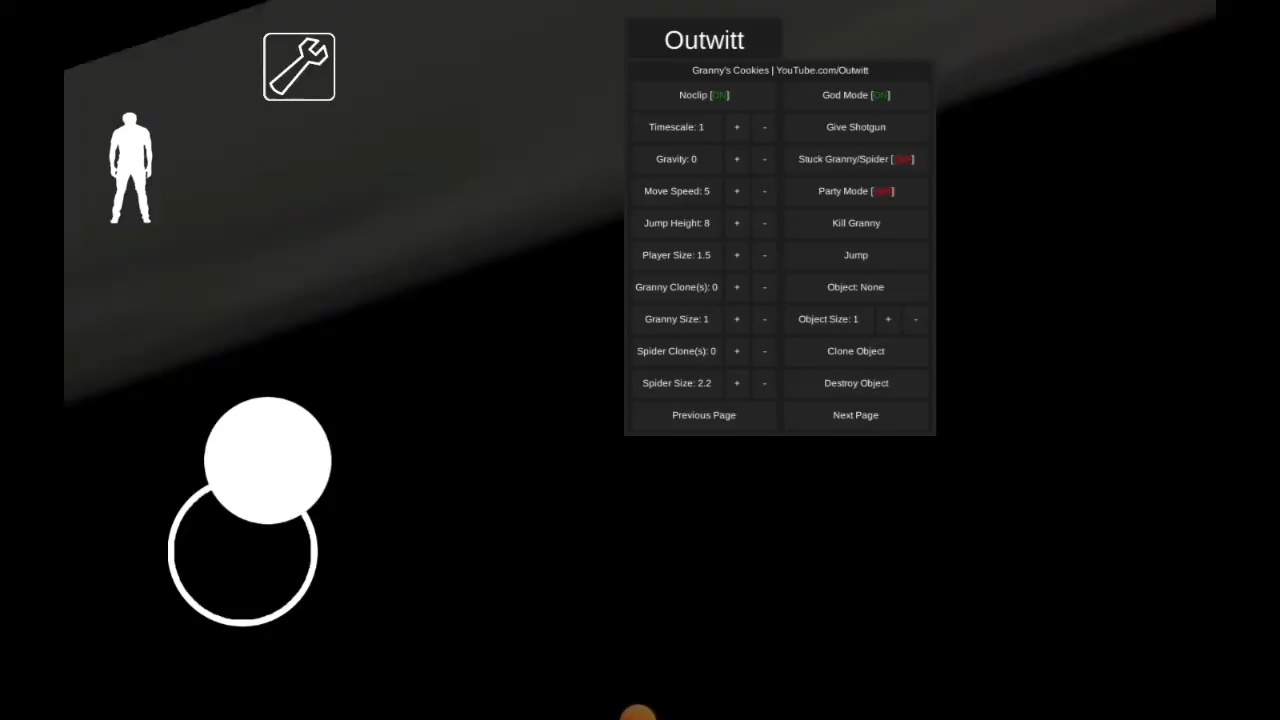 Outwitt
Granny's Cookies | YouTube.com/Outwitt
Noclip [ON]
God Mode [ON]
Timescale: 1 + -
Give Shotgun
Gravity: 0 + -
Stuck Granny/Spider [OFF]
Move Speed: 5 + -
Party Mode [OFF]
Jump Height: 8 + -
Kill Granny
Player Size: 1.5 + -
Jump
Granny Clone(s): 0 + -
Object: None
Granny Size: 1 + -
Object Size: 1 + -
Spider Clone(s): 0 + -
Clone Object
Spider Size: 2.2 + -
Destroy Object
Previous Page
Next Page